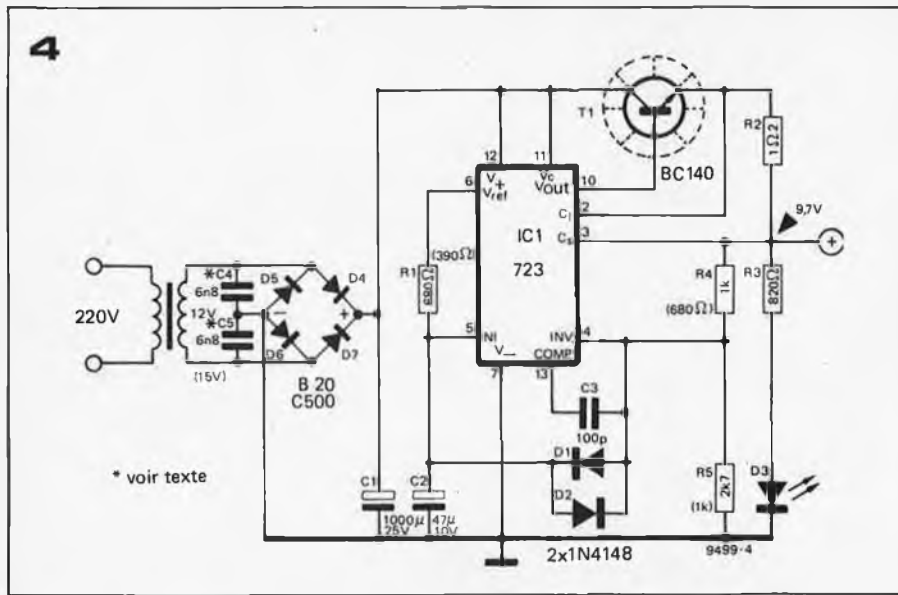 4
T1
BC140
R2
1Ω2
12
11
V+
Vc
6
Vref
Vout
10
CL
2
Cs
3
9,7V
+
IC1
723
(390Ω)
R1
680Ω
R4
1k
(680Ω)
R3
820Ω
220V
*C4
6n8
12V
*C5
6n8
(15V)
D5
D4
−
+
D6
D7
B 20
C500
5
NI
INV
4
V−
COMP
7
13
C3
100p
D1
D2
2x1N4148
R5
2k7
(1k)
D3
* voir texte
C1
1000µ
25V
C2
47µ
10V
9499-4